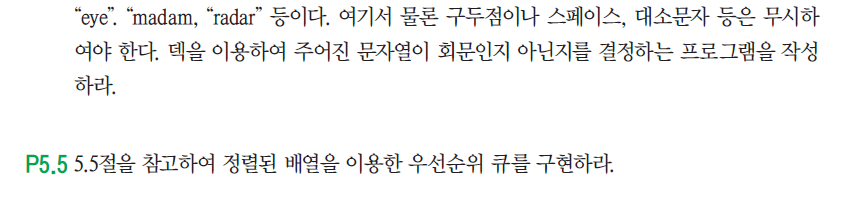 “eye”. “madam, “radar” 등이다. 여기서 물론 구두점이나 스페이스, 대소문자 등은 무시하
여야 한다. 덱을 이용하여 주어진 문자열이 회문인지 아닌지를 결정하는 프로그램을 작성
하라.
P5.5 5.5절을 참고하여 정렬된 배열을 이용한 우선순위 큐를 구현하라.